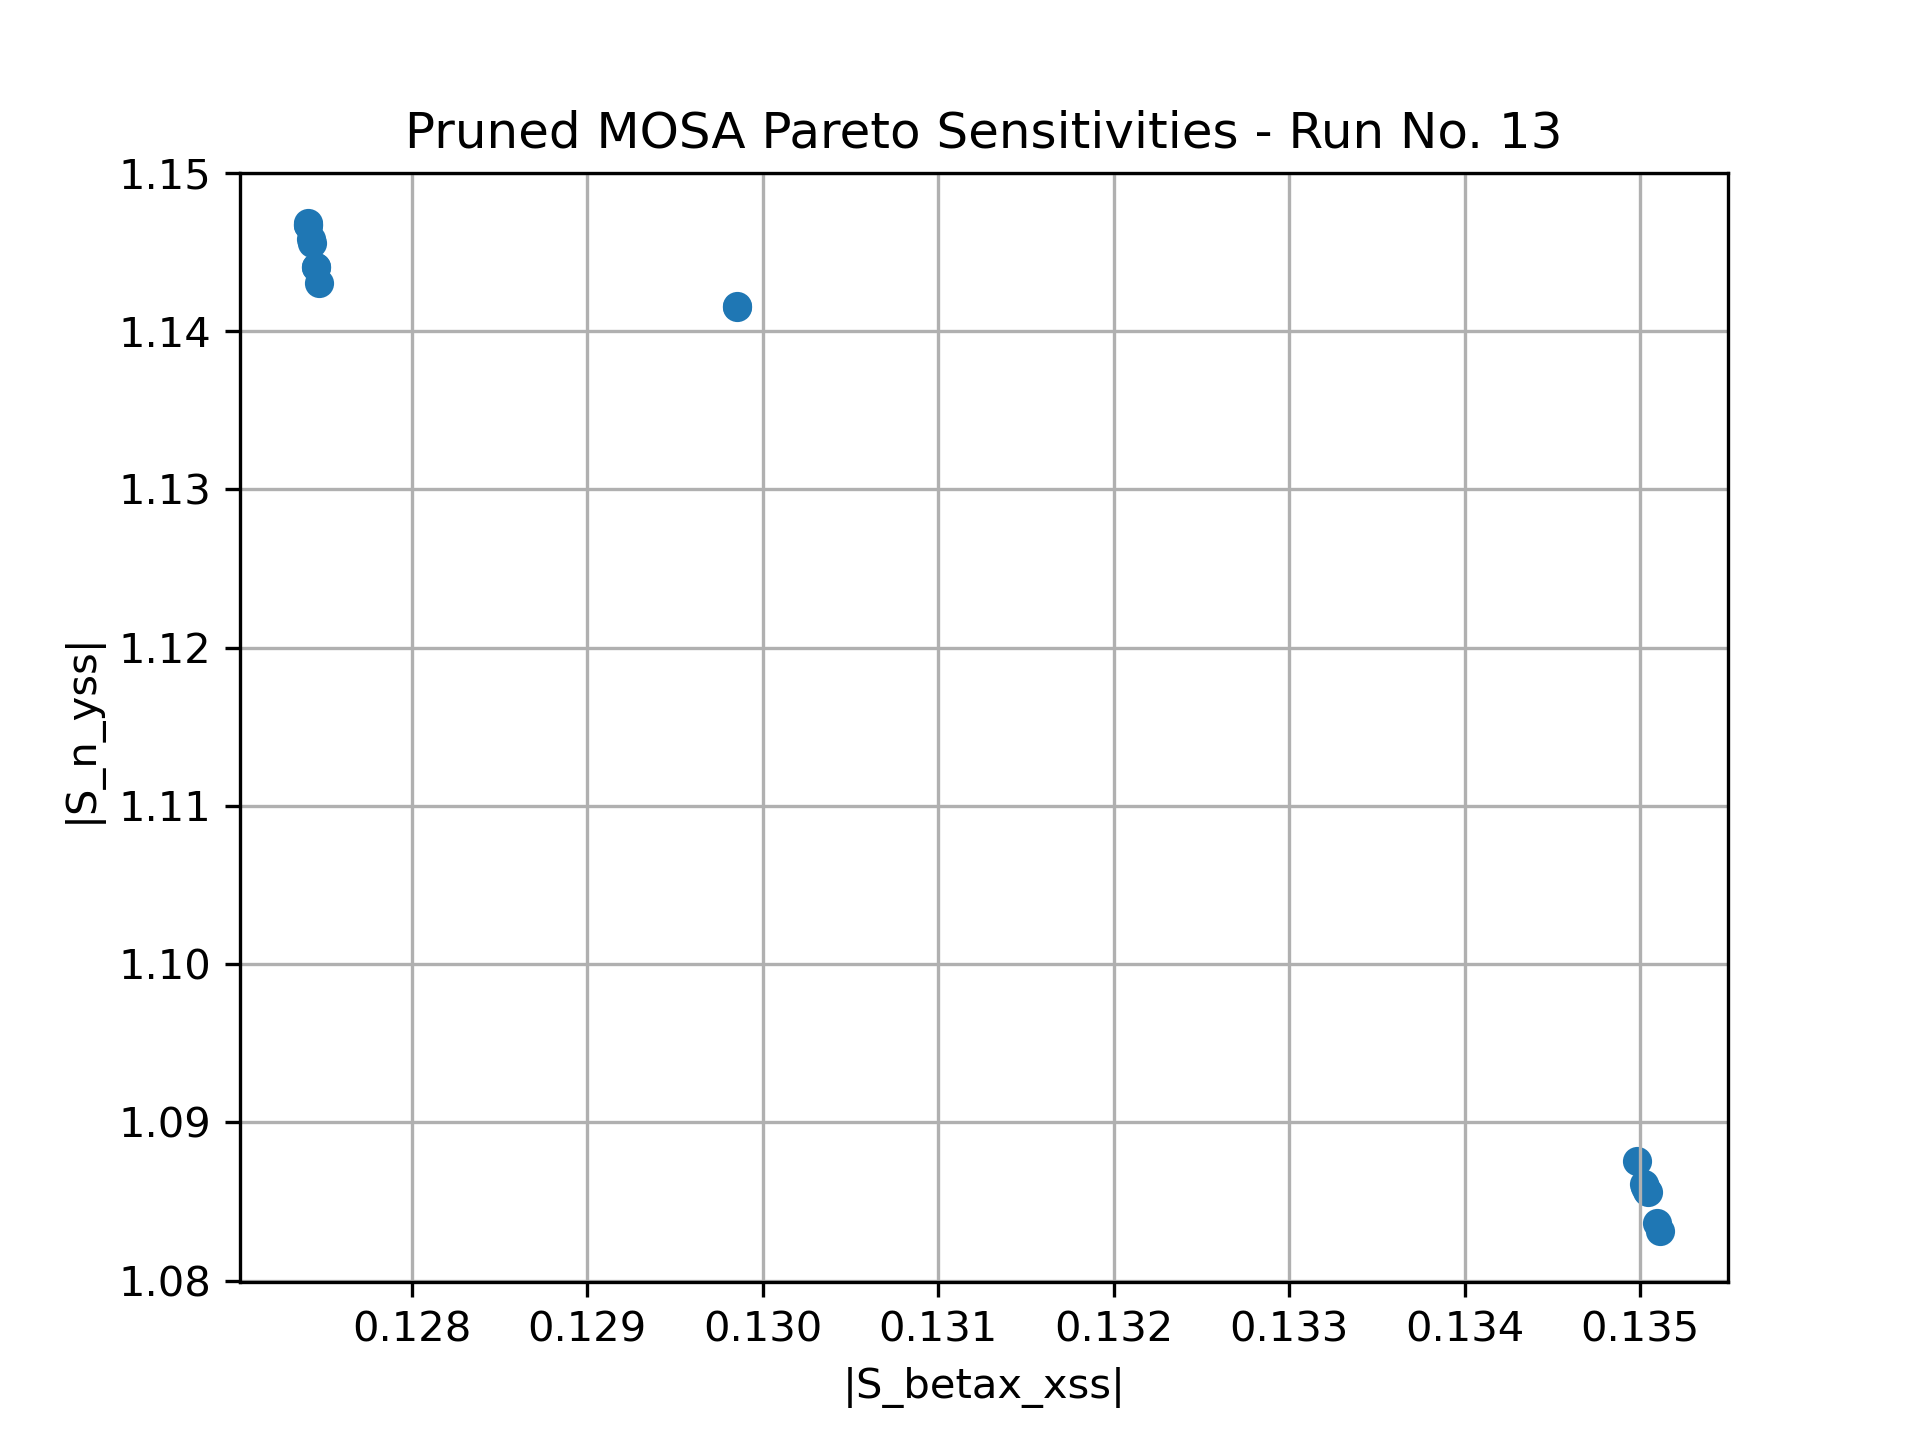 Pruned MOSA Pareto Sensitivities - Run No. 13
1.15
1.14
1.13
1.12
1.11
1.10
1.09
1.08
|S_n_yss|
0.128 0.129 0.130 0.131 0.132 0.133 0.134 0.135
|S_betax_xss|